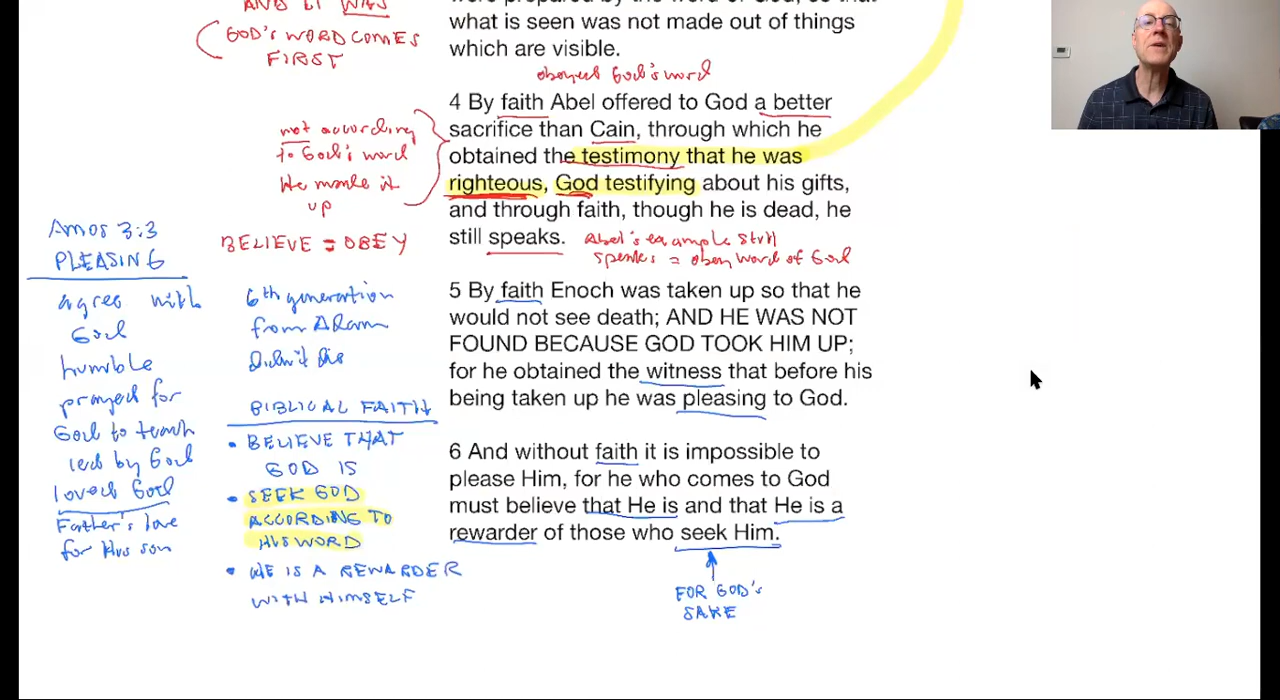 AND IT WAS
GOD'S WORD COMES
FIRST
what is seen was not made out of things
which are visible.
obeyed God's word
4 By faith Abel offered to God a better
sacrifice than Cain, through which he
obtained the testimony that he was
righteous, God testifying about his gifts,
and through faith, though he is dead, he
still speaks.
not according
to God's word
He made it
up
BELIEVE = OBEY
Abel's example still
speaks = obey word of God
Amos 3:3
PLEASING
agree with
God
humble
prayed for
God to teach
led by God
loved God
Father's love
for His son
6th generation
from Adam
Didn't die
5 By faith Enoch was taken up so that he
would not see death; AND HE WAS NOT
FOUND BECAUSE GOD TOOK HIM UP;
for he obtained the witness that before his
being taken up he was pleasing to God.
BIBLICAL FAITH
• BELIEVE THAT
GOD IS
• SEEK GOD
ACCORDING TO
HIS WORD
• HE IS A REWARDER
WITH HIMSELF
6 And without faith it is impossible to
please Him, for he who comes to God
must believe that He is and that He is a
rewarder of those who seek Him.
FOR GOD'S
SAKE